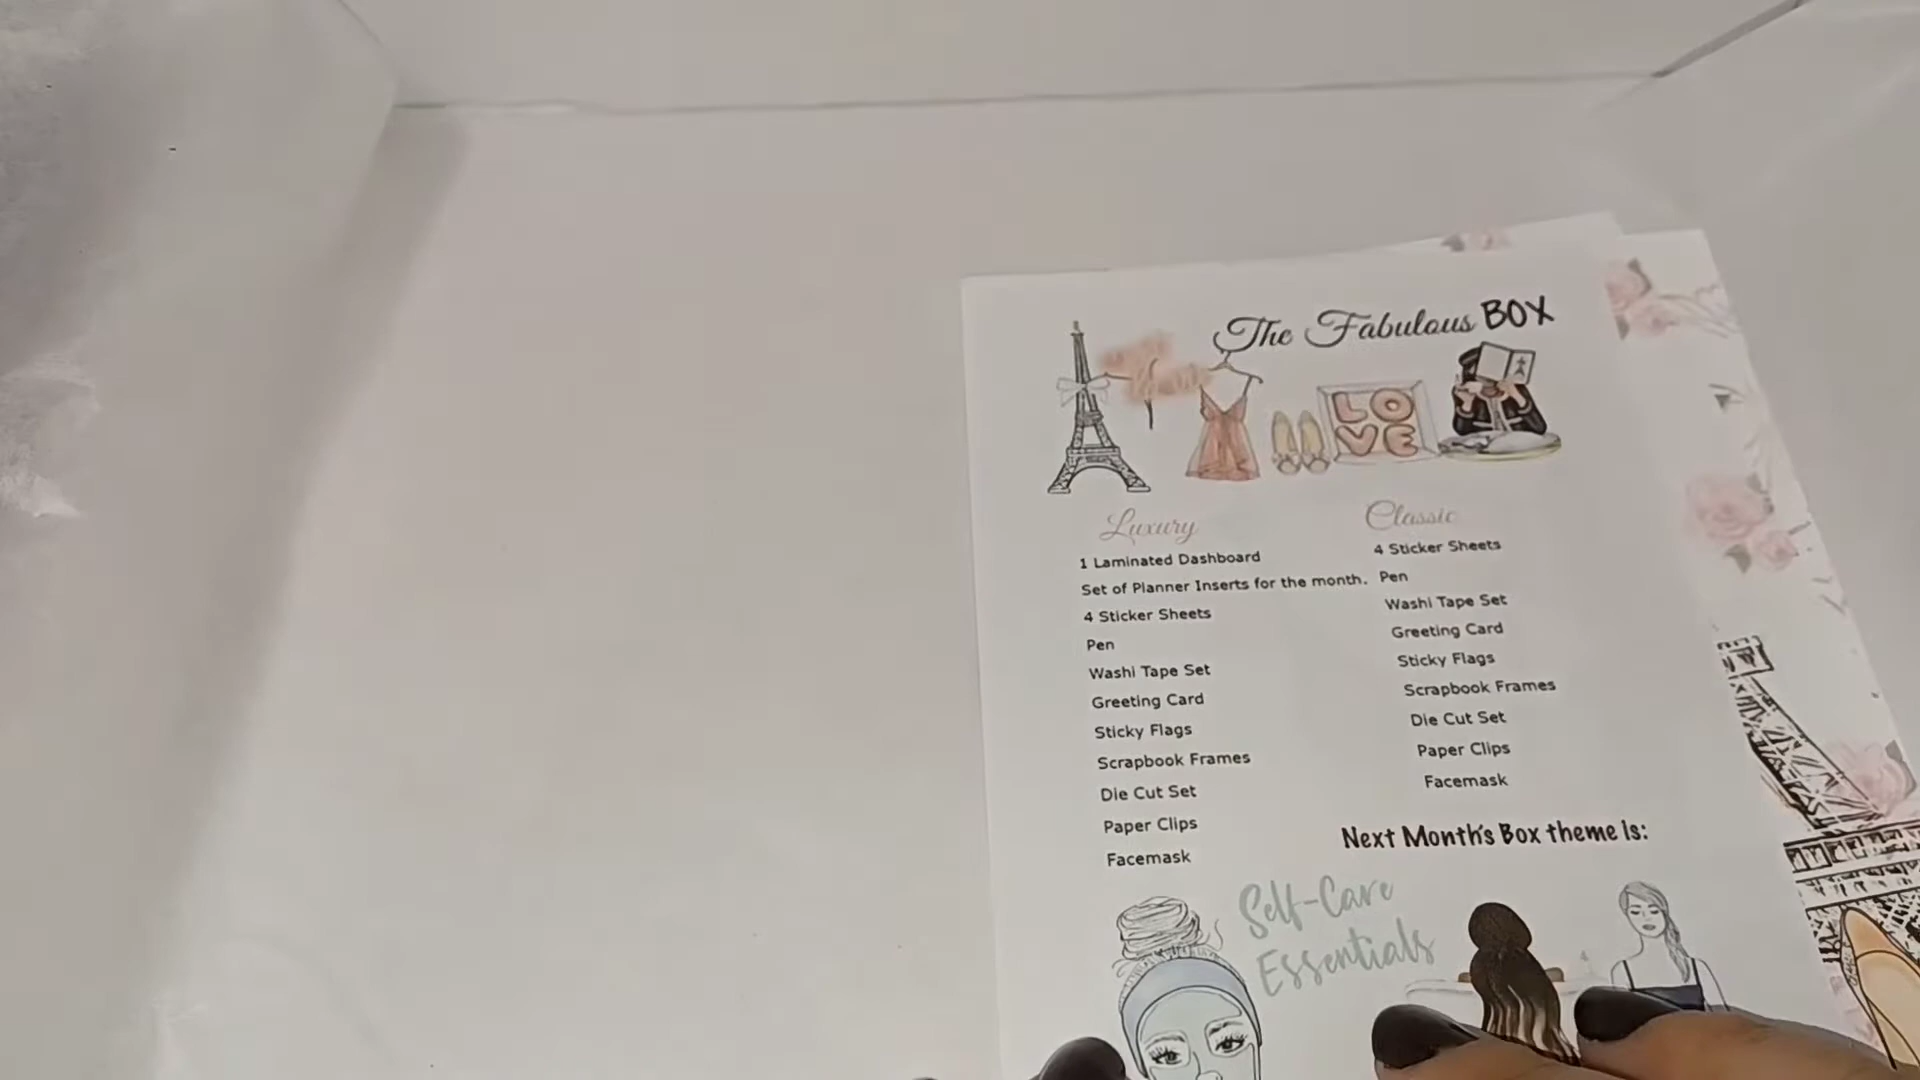 The Fabulous BOX
LO
VE
Luxury
1 Laminated Dashboard
Set of Planner Inserts for the month.
4 Sticker Sheets
Pen
Washi Tape Set
Greeting Card
Sticky Flags
Scrapbook Frames
Die Cut Set
Paper Clips
Facemask
Classic
4 Sticker Sheets
Pen
Washi Tape Set
Greeting Card
Sticky Flags
Scrapbook Frames
Die Cut Set
Paper Clips
Facemask
Next Month's Box theme is:
Self-Care
Essentials